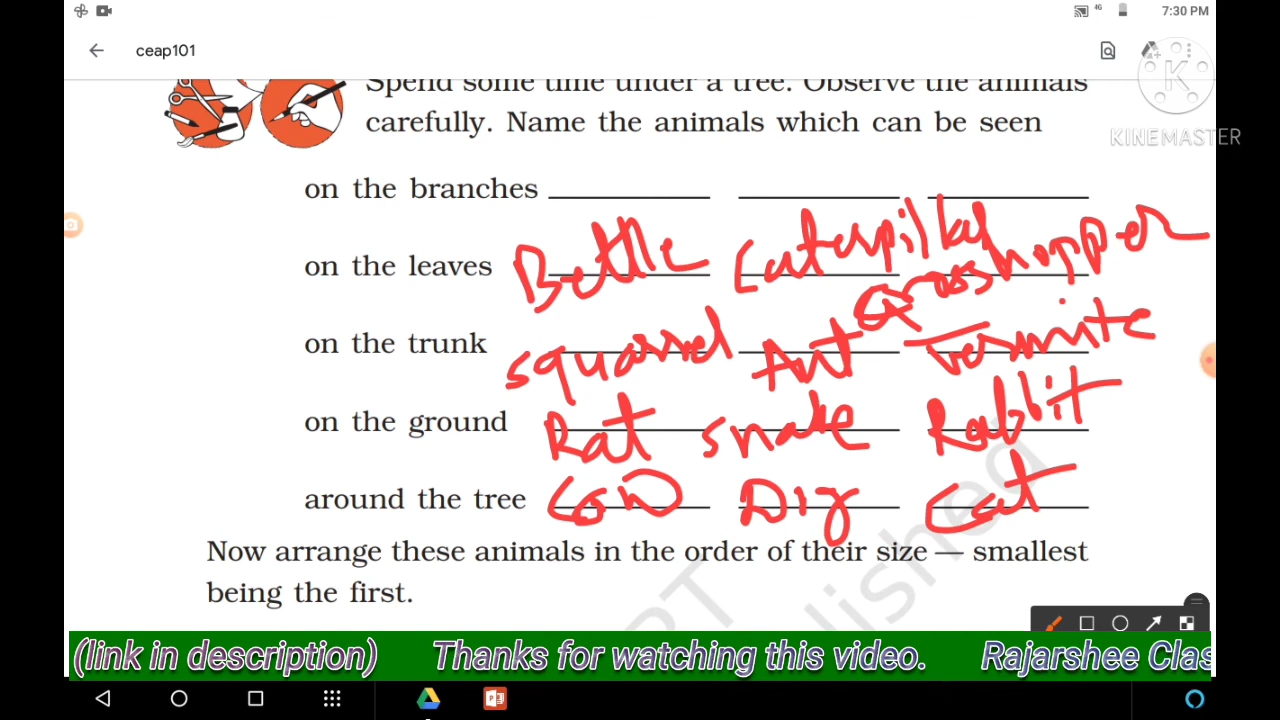 4G 7:30 PM
ceap101
Spend some time under a tree. Observe the animals
carefully. Name the animals which can be seen
K
KINEMASTER
on the branches
on the leaves Bettle Caterpiller Grasshopper
on the trunk squarrel Ant Termite
on the ground Rat snake Rabbit
around the tree Cow Dog Cat
Now arrange these animals in the order of their size — smallest
being the first.
(link in description) Thanks for watching this video. Rajarshee Clas